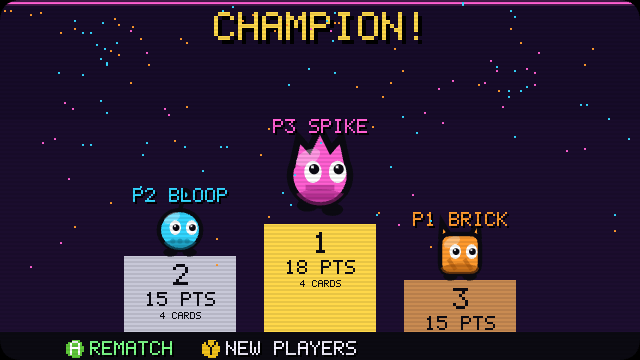 CHAMPION!
P3 SPIKE
P2 BLOOP
P1 BRICK
1
18 PTS
4 CARDS
2
15 PTS
4 CARDS
3
15 PTS
A REMATCH
Y NEW PLAYERS